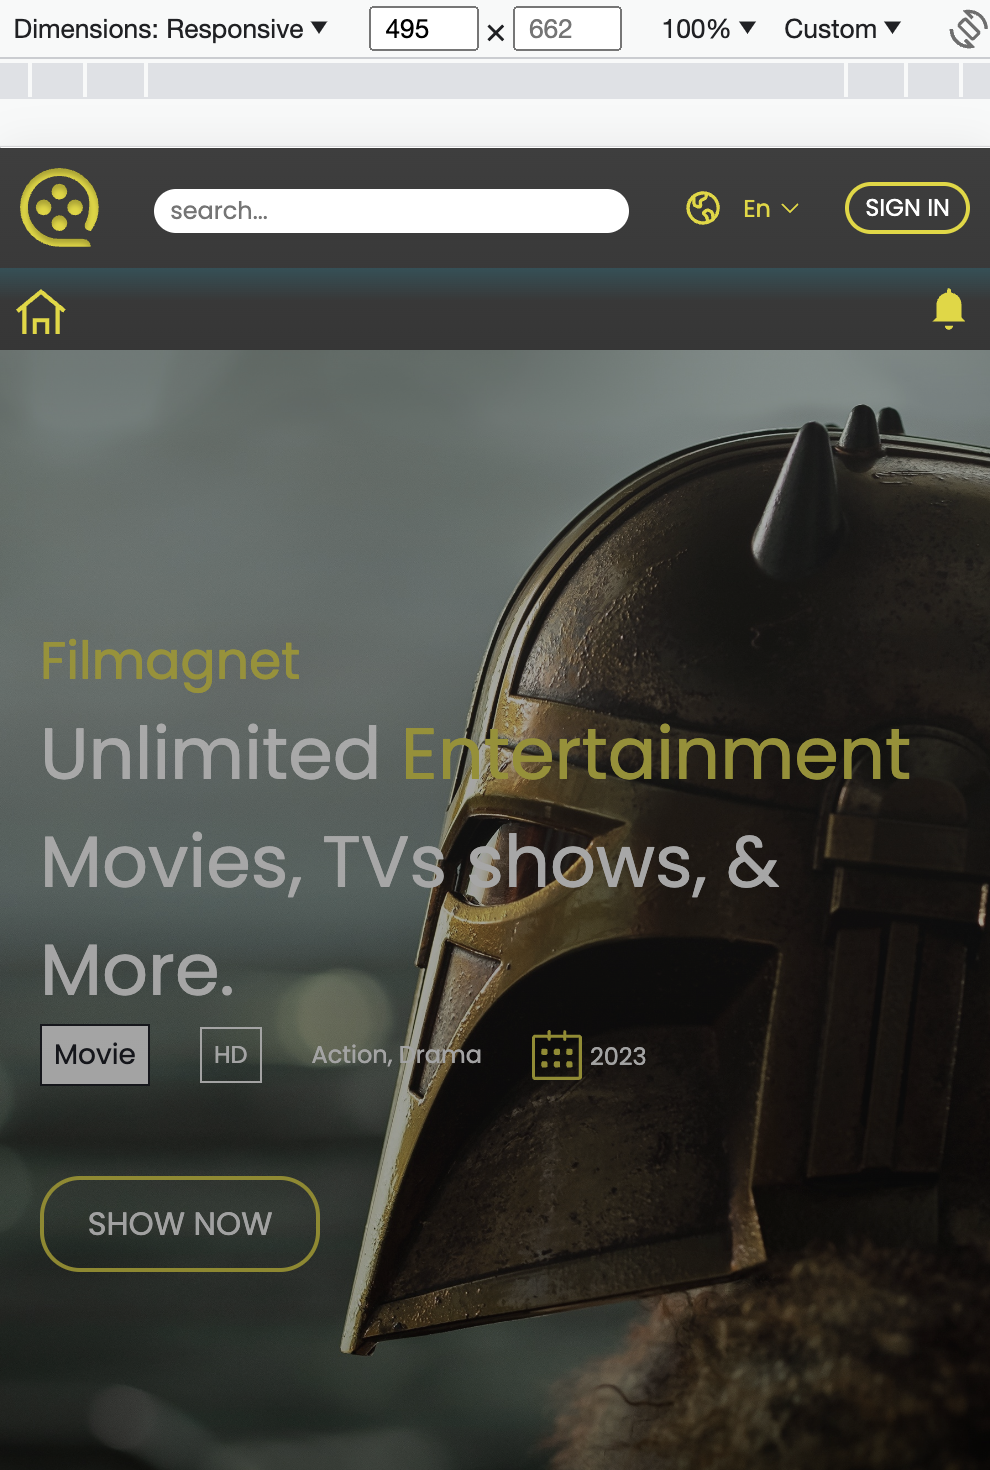 Dimensions: Responsive 495 × 662 100% Custom
search... En SIGN IN
Filmagnet
Unlimited Entertainment
Movies, TVs shows, &
More.
Movie HD Action, Drama 2023
SHOW NOW